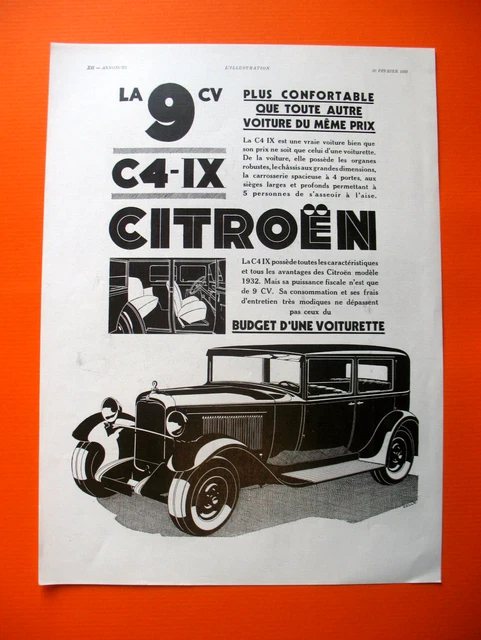 XII — ANNONCES L'ILLUSTRATION FÉVRIER 1932
LA 9 CV
C4-IX
PLUS CONFORTABLE
QUE TOUTE AUTRE
VOITURE DU MÊME PRIX
La C4 IX est une vraie voiture bien que
son prix ne soit que celui d'une voiturette.
De la voiture, elle possède les organes
robustes, le châssis aux grandes dimensions,
la carrosserie spacieuse à 4 portes, aux
sièges larges et profonds permettant à
5 personnes de s'asseoir à l'aise.
CITROËN
La C4 IX possède toutes les caractéristiques
et tous les avantages des Citroën modèle
1932. Mais sa puissance fiscale n'est que
de 9 CV. Sa consommation et ses frais
d'entretien très modiques ne dépassent
pas ceux du
BUDGET D'UNE VOITURETTE